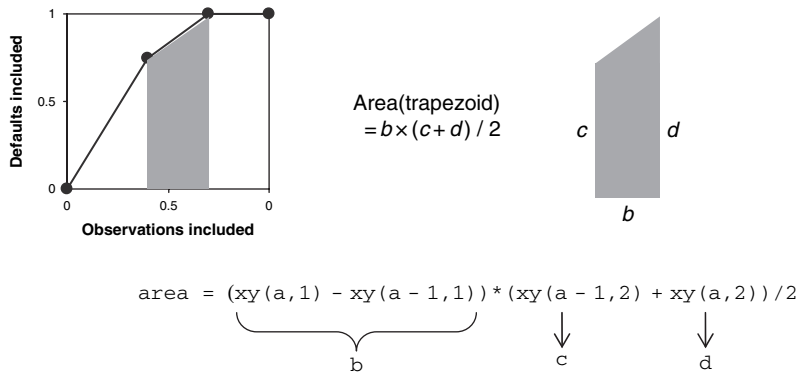 1
0.5
0
0
0.5
0
Defaults included
Observations included
Area(trapezoid)
= b × (c + d) / 2
c
d
b
area = (xy(a,1) - xy(a - 1,1))*(xy(a - 1,2) + xy(a,2))/2
b
c
d